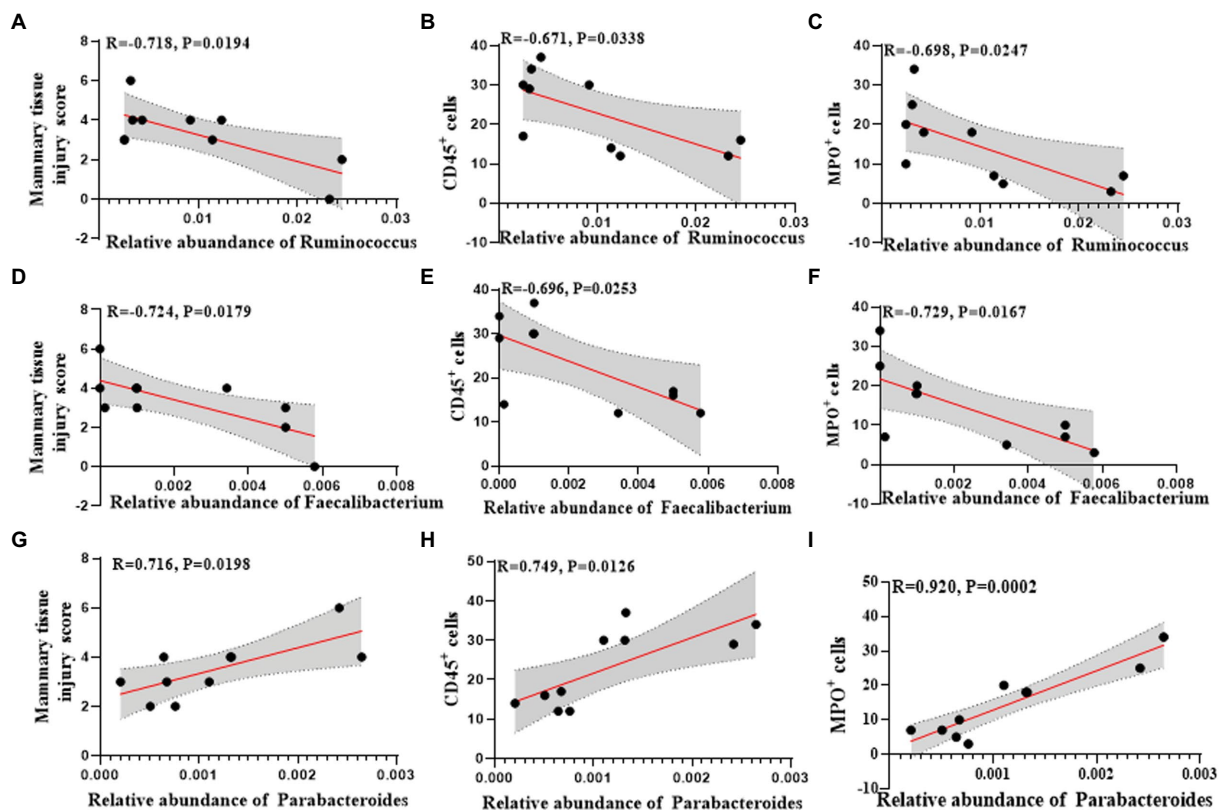 A
R=-0.718, P=0.0194
Mammary tissue
injury score
8
6
4
2
0
-2
0.01 0.02 0.03
Relative abuandance of Ruminococcus
B
R=-0.671, P=0.0338
CD45+ cells
40
30
20
10
0
-10
0.01 0.02 0.03
Relative abuandance of Ruminococcus
C
R=-0.698, P=0.0247
MPO+ cells
40
30
20
10
0
-10
0.01 0.02 0.03
Relative abuandance of Ruminococcus
D
R=-0.724, P=0.0179
Mammary tissue
injury score
8
6
4
2
0
-2
0.002 0.004 0.006 0.008
Relative abuandance of Faecalibacterium
E
R=-0.696, P=0.0253
CD45+ cells
40
30
20
10
0
0.000 0.002 0.004 0.006 0.008
Relative abuandance of Faecalibacterium
F
R=-0.729, P=0.0167
MPO+ cells
40
30
20
10
0
-10
0.002 0.004 0.006 0.008
Relative abuandance of Faecalibacterium
G
R=0.716, P=0.0198
Mammary tissue
injury score
8
6
4
2
0
0.000 0.001 0.002 0.003
Relative abuandance of Parabacteroides
H
R=0.749, P=0.0126
CD45+ cells
50
40
30
20
10
0
0.000 0.001 0.002 0.003
Relative abuandance of Parabacteroides
I
R=0.920, P=0.0002
MPO+ cells
50
40
30
20
10
0
-10
0.001 0.002 0.003
Relative abuandance of Parabacteroides